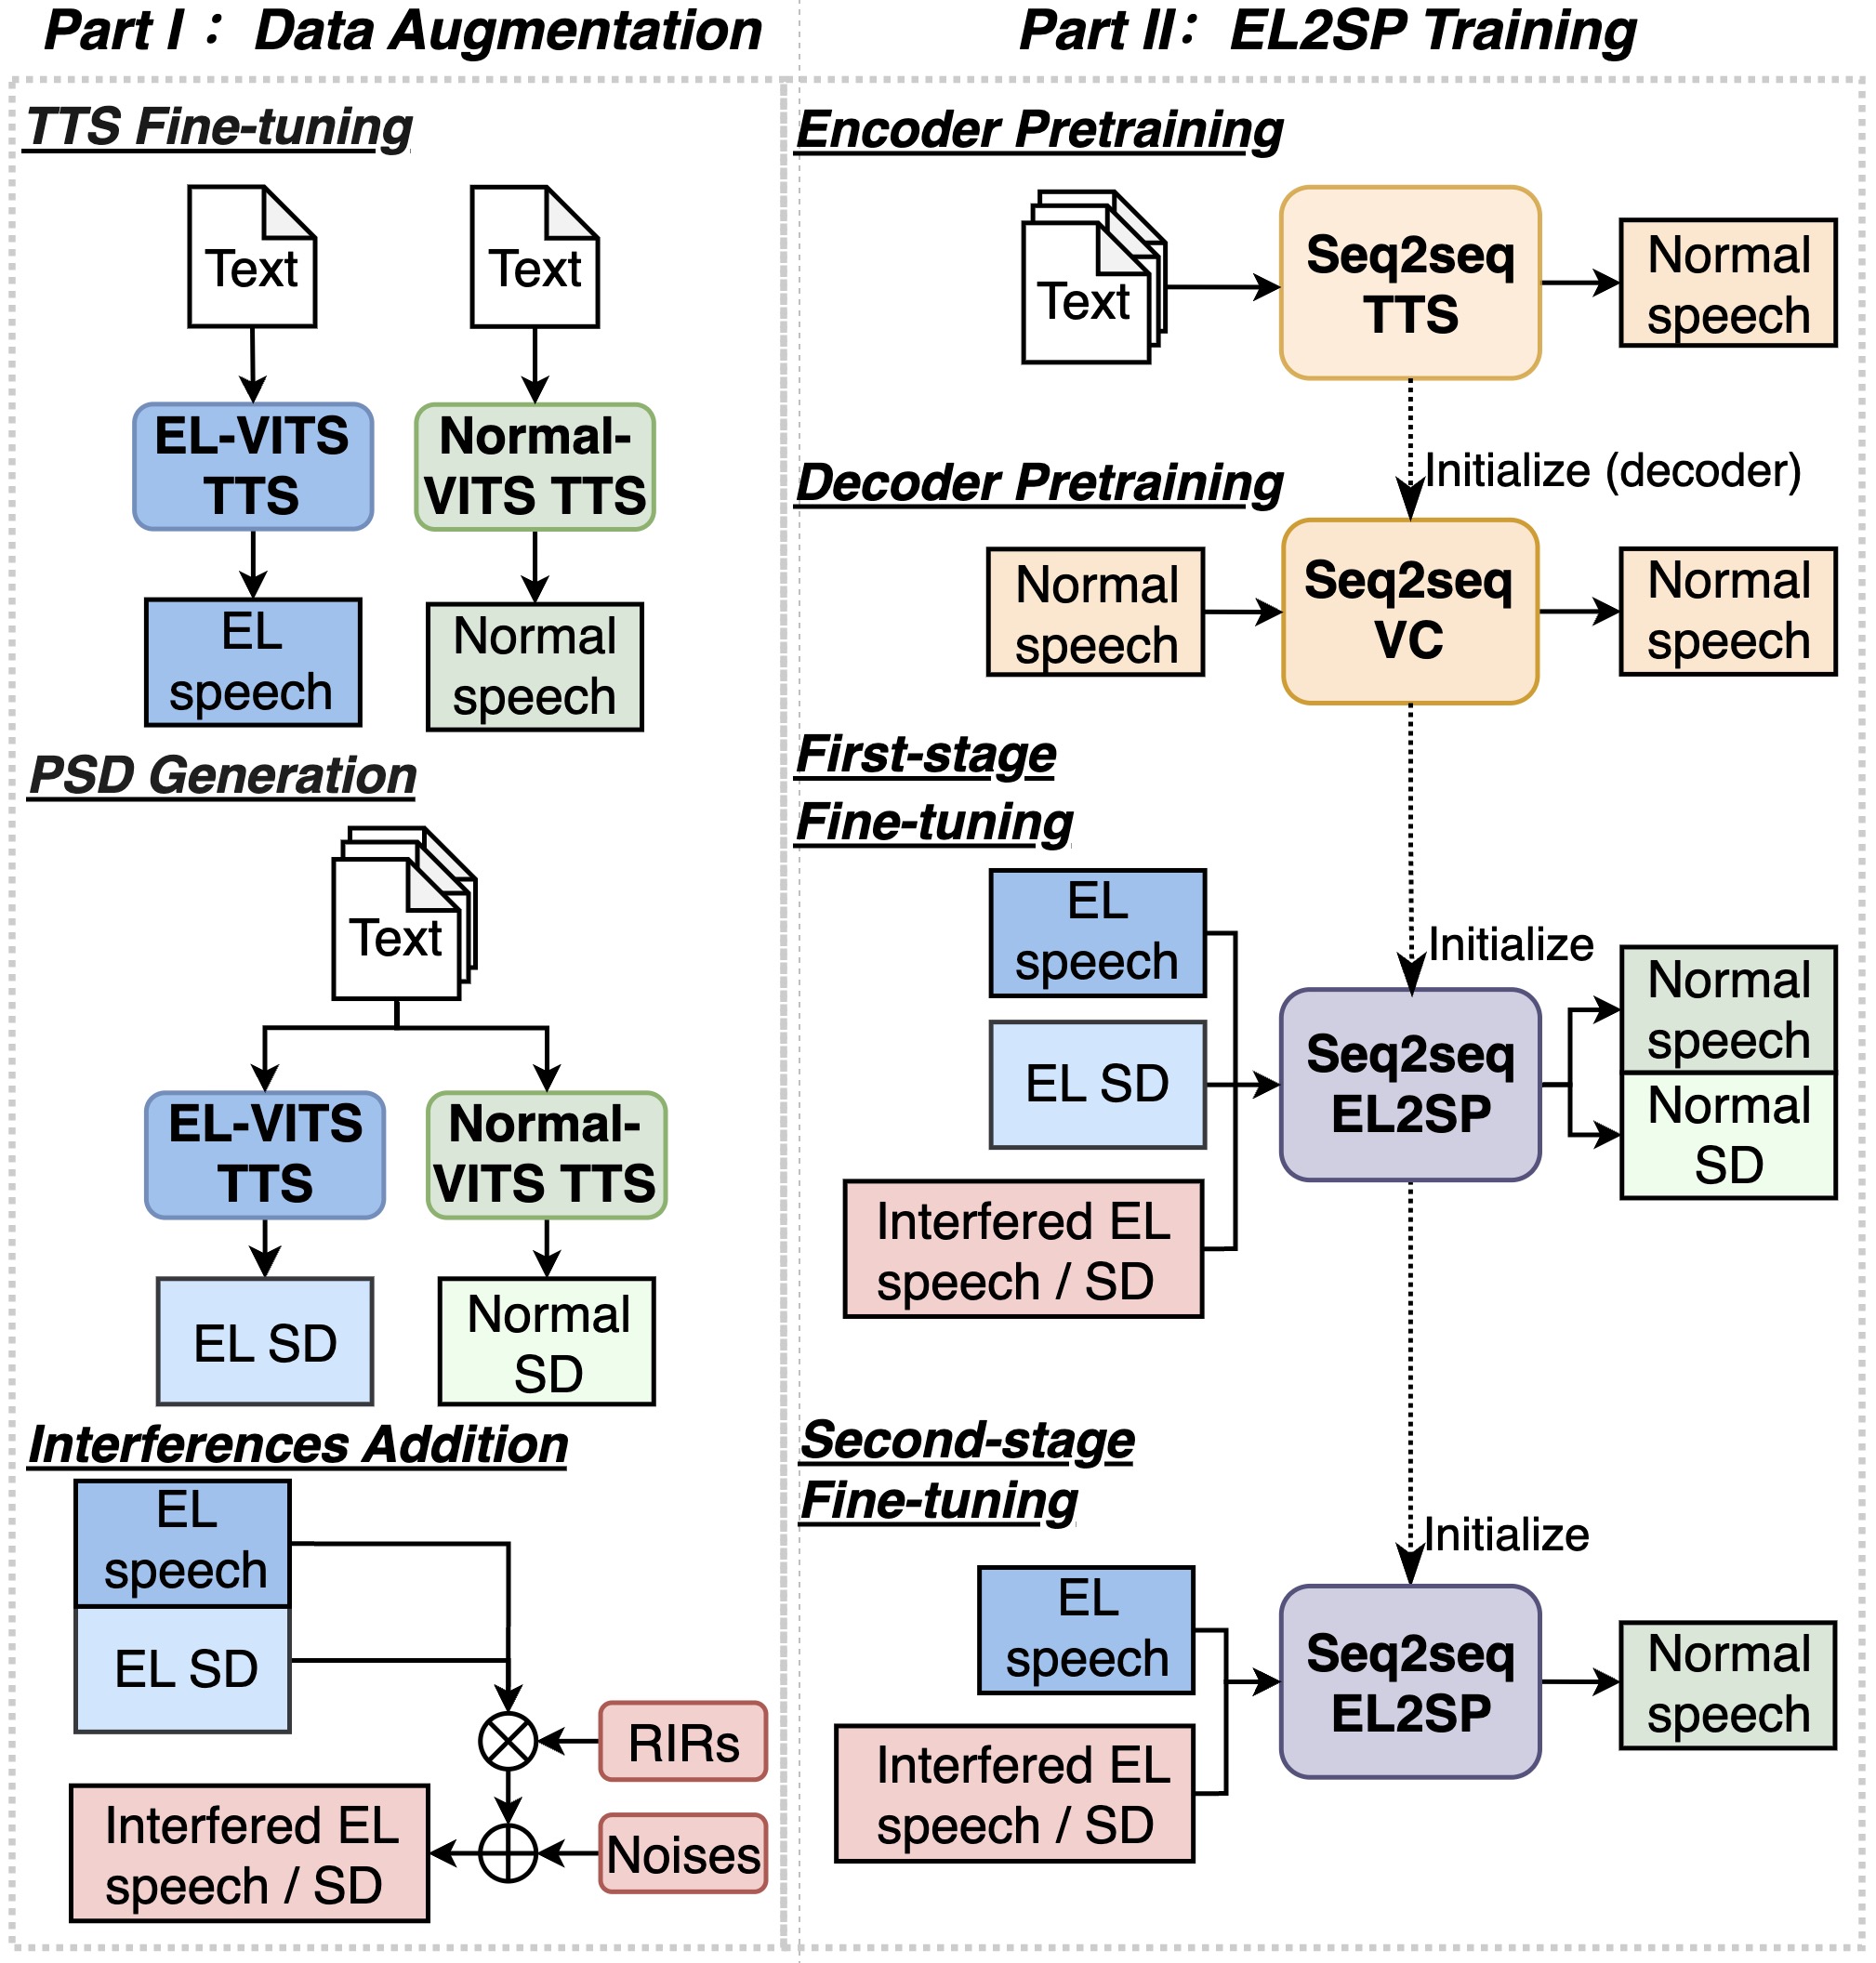 Part I： Data Augmentation
TTS Fine-tuning
Text
Text
EL-VITS
TTS
Normal-
VITS TTS
EL
speech
Normal
speech
PSD Generation
Text
EL-VITS
TTS
Normal-
VITS TTS
EL SD
Normal
SD
Interferences Addition
EL
speech
EL SD
RIRs
Interfered EL
speech / SD
Noises
Part II： EL2SP Training
Encoder Pretraining
Text
Seq2seq
TTS
Normal
speech
Initialize (decoder)
Decoder Pretraining
Normal
speech
Seq2seq
VC
Normal
speech
First-stage
Fine-tuning
Initialize
EL
speech
EL SD
Interfered EL
speech / SD
Seq2seq
EL2SP
Normal
speech
Normal
SD
Second-stage
Fine-tuning
Initialize
EL
speech
Interfered EL
speech / SD
Seq2seq
EL2SP
Normal
speech